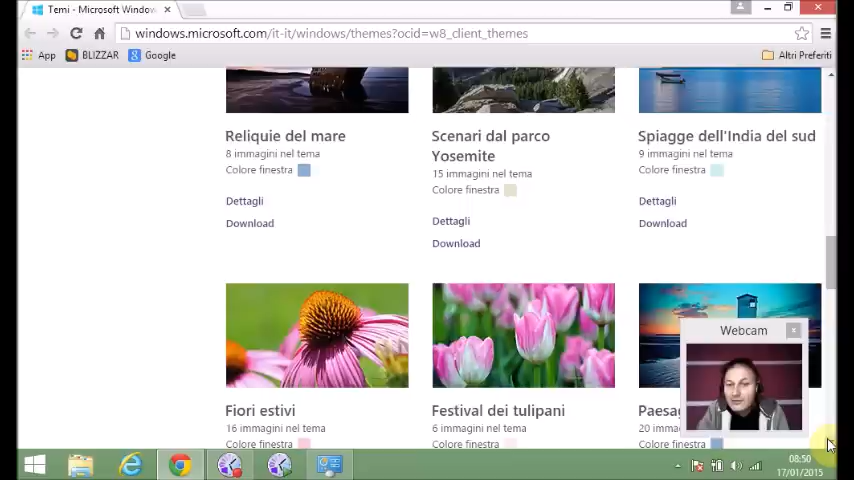 Temi - Microsoft Window
windows.microsoft.com/it-it/windows/themes?ocid=w8_client_themes
App
BLIZZAR
Google
Altri Preferiti
Reliquie del mare
8 immagini nel tema
Colore finestra
Dettagli
Download
Scenari dal parco
Yosemite
15 immagini nel tema
Colore finestra
Dettagli
Download
Spiagge dell'India del sud
9 immagini nel tema
Colore finestra
Dettagli
Download
Fiori estivi
16 immagini nel tema
Colore finestra
Festival dei tulipani
6 immagini nel tema
Colore finestra
Paesag
20 imma
Colore finestra
Webcam
08:50
17/01/2015